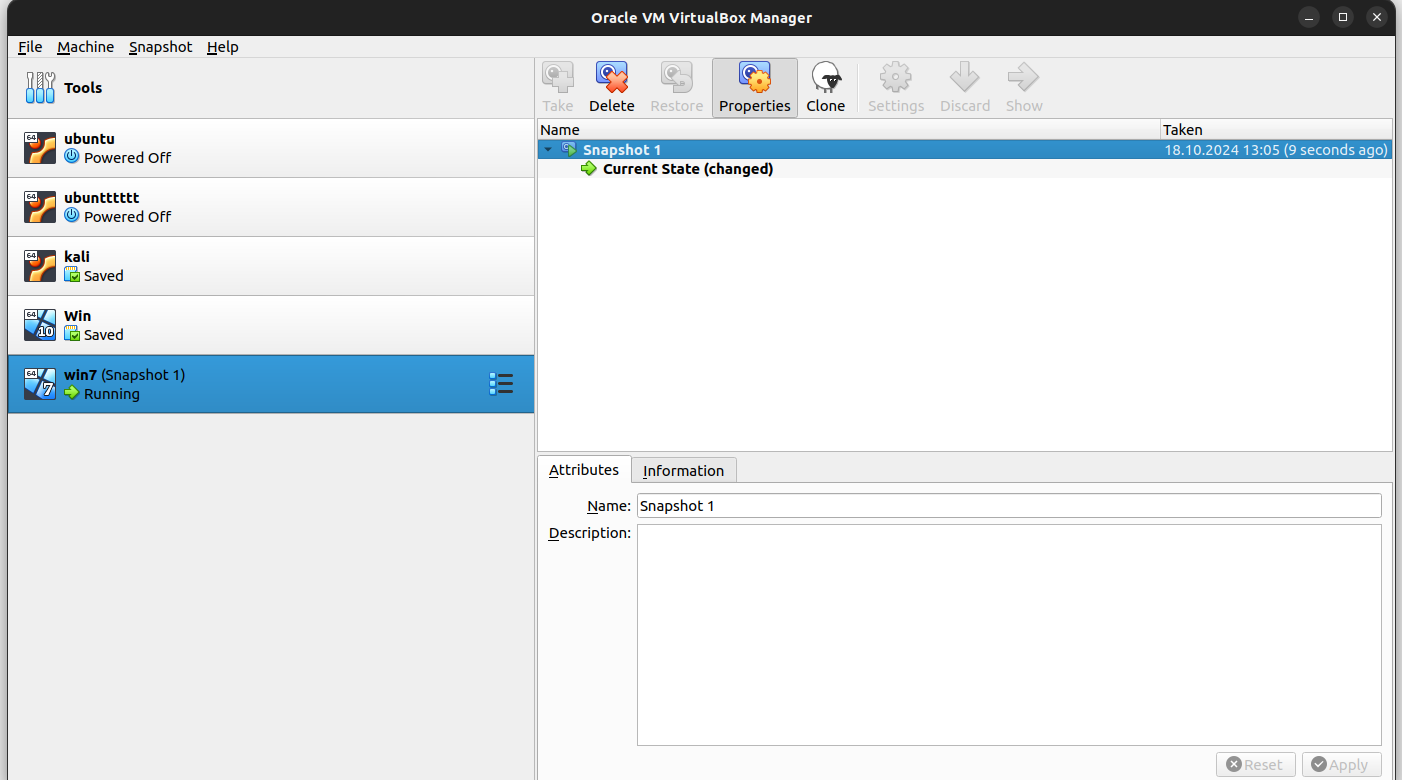 Oracle VM VirtualBox Manager
File Machine Snapshot Help
Tools
64
ubuntu
Powered Off
64
ubuntttttt
Powered Off
64
kali
Saved
64
10
Win
Saved
64
7
win7 (Snapshot 1)
Running
Take Delete Restore Properties Clone Settings Discard Show
Name Taken
Snapshot 1 18.10.2024 13:05 (9 seconds ago)
Current State (changed)
Attributes Information
Name: Snapshot 1
Description:
Reset Apply